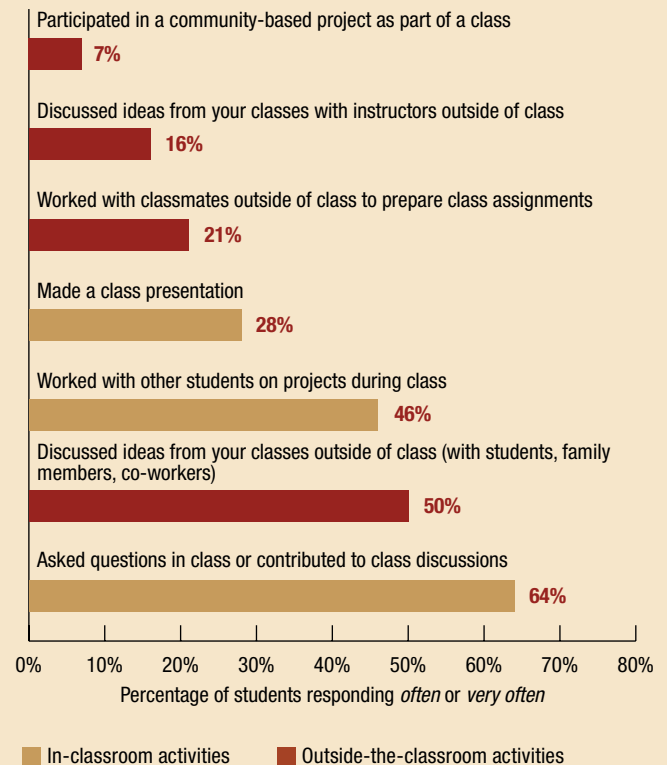 Participated in a community-based project as part of a class
7%
Discussed ideas from your classes with instructors outside of class
16%
Worked with classmates outside of class to prepare class assignments
21%
Made a class presentation
28%
Worked with other students on projects during class
46%
Discussed ideas from your classes outside of class (with students, family
members, co-workers)
50%
Asked questions in class or contributed to class discussions
64%
0% 10% 20% 30% 40% 50% 60% 70% 80%
Percentage of students responding often or very often
In-classroom activities Outside-the-classroom activities